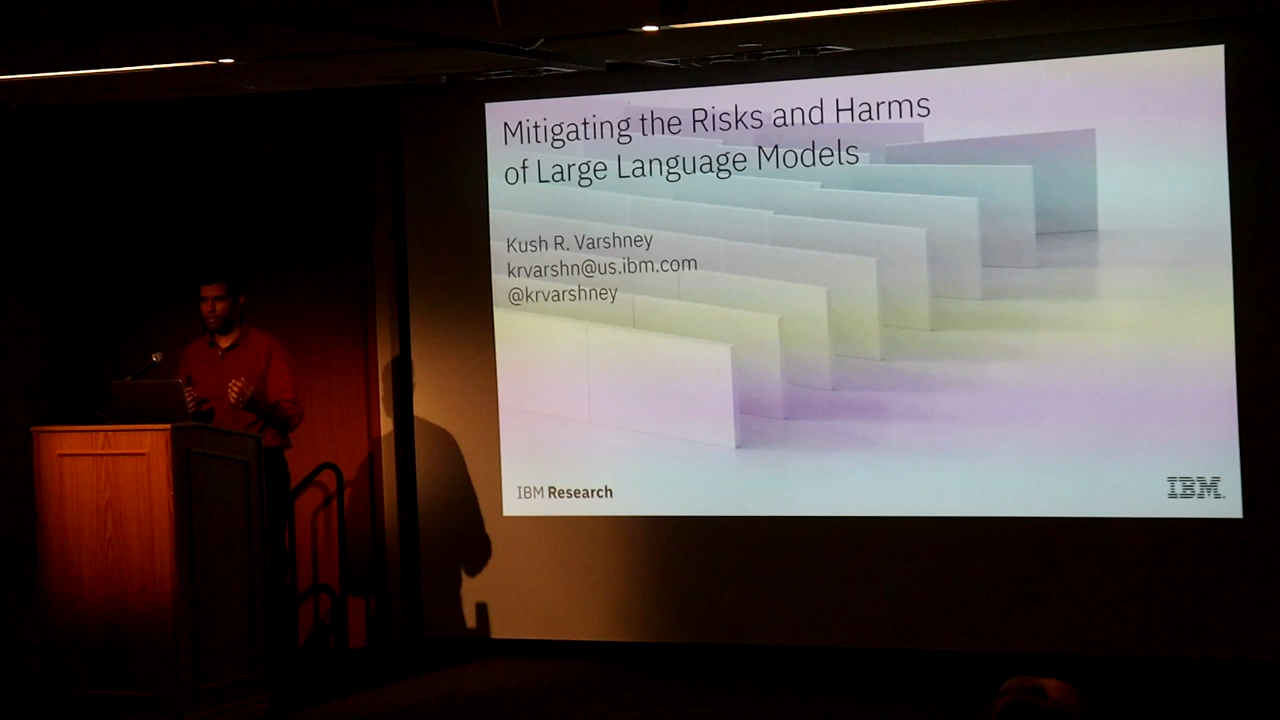 Mitigating the Risks and Harms
of Large Language Models
Kush R. Varshney
krvarshn@us.ibm.com
@krvarshney
IBM Research
IBM